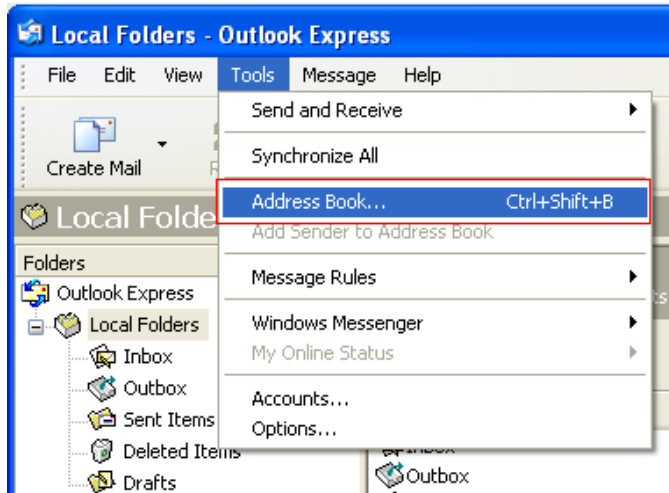 Local Folders - Outlook Express
File Edit View Tools Message Help
Create Mail
Send and Receive
Synchronize All
Address Book... Ctrl+Shift+B
Add Sender to Address Book
Message Rules
Windows Messenger
My Online Status
Accounts...
Options...
Local Folde
Folders
Outlook Express
Local Folders
Inbox
Outbox
Sent Items
Deleted Items
Drafts
Inbox
Outbox